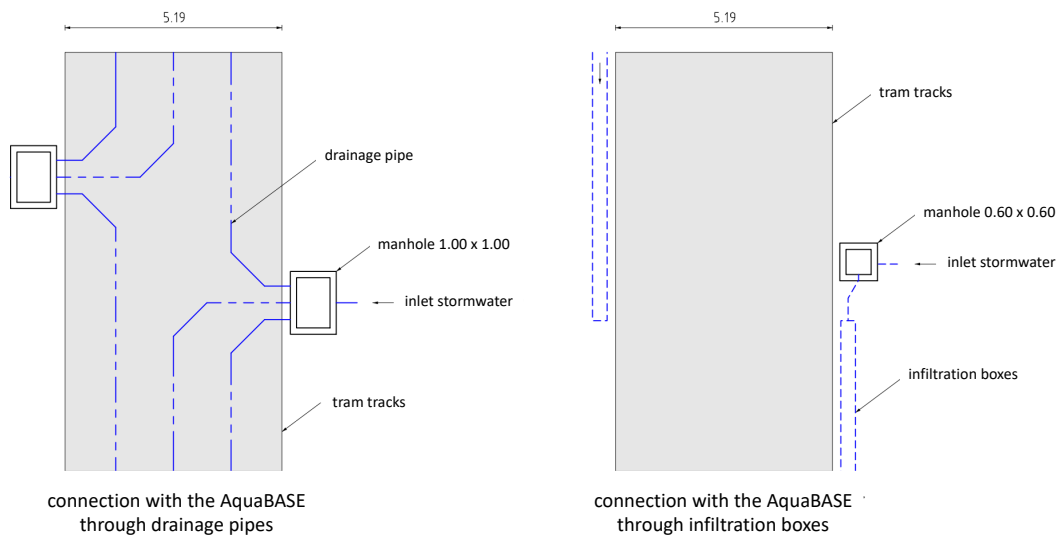 5.19
drainage pipe
manhole 1.00 x 1.00
inlet stormwater
tram tracks
connection with the AquaBASE
through drainage pipes
5.19
tram tracks
manhole 0.60 x 0.60
inlet stormwater
infiltration boxes
connection with the AquaBASE
through infiltration boxes